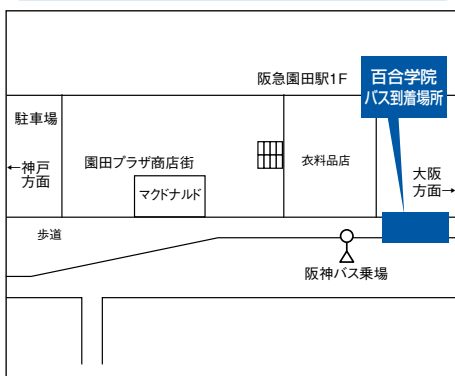 阪急園田駅1F
百合学院
バス到着場所
駐車場
←神戸
方面
園田プラザ商店街
マクドナルド
衣料品店
大阪
方面→
歩道
阪神バス乗場